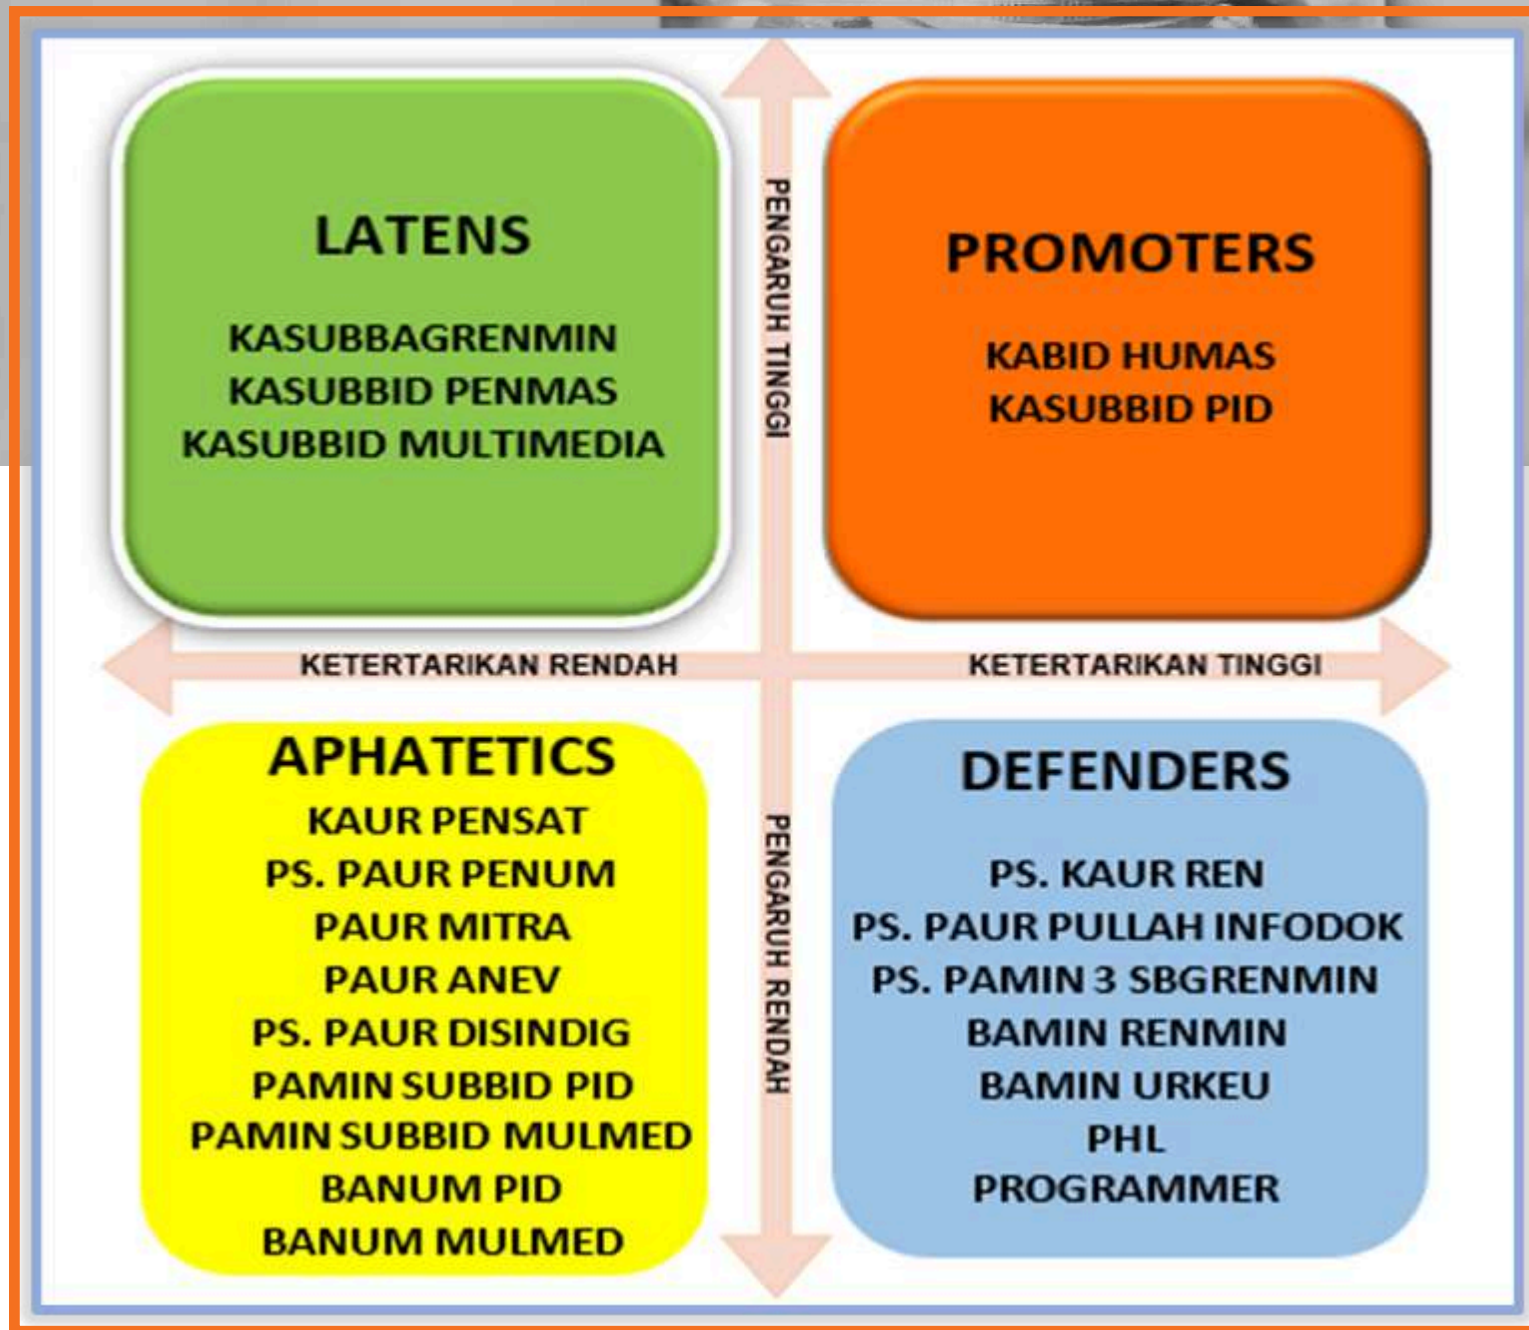 LATENS
KASUBBAGRENMIN
KASUBBID PENMAS
KASUBBID MULTIMEDIA
PENGARUH TINGGI
PROMOTERS
KABID HUMAS
KASUBBID PID
KETERTARIKAN RENDAH
KETERTARIKAN TINGGI
APHATETICS
KAUR PENSAT
PS. PAUR PENUM
PAUR MITRA
PAUR ANEV
PS. PAUR DISINDIG
PAMIN SUBBID PID
PAMIN SUBBID MULMED
BANUM PID
BANUM MULMED
PENGARUH RENDAH
DEFENDERS
PS. KAUR REN
PS. PAUR PULLAH INFODOK
PS. PAMIN 3 SBGRENMIN
BAMIN RENMIN
BAMIN URKEU
PHL
PROGRAMMER